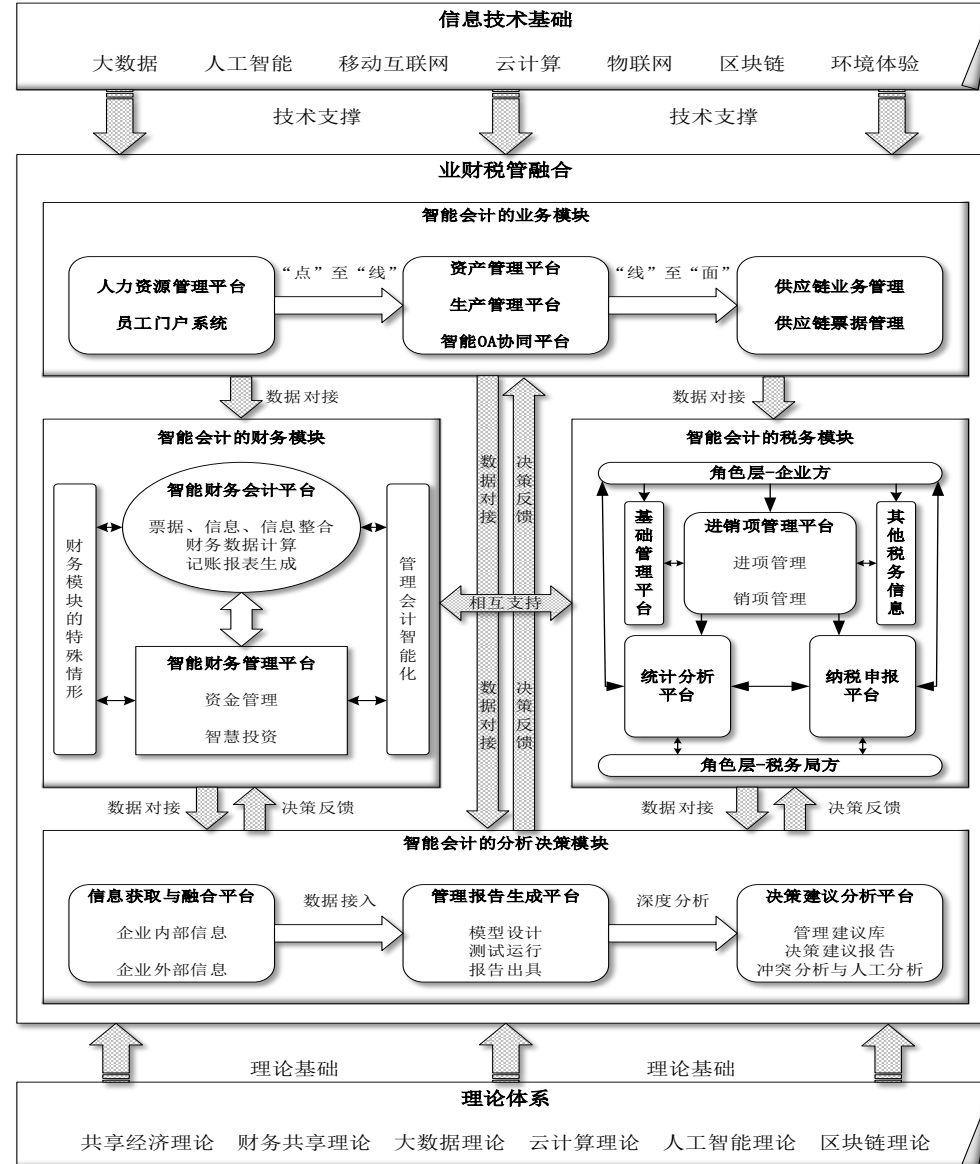 信息技术基础
大数据 人工智能 移动互联网 云计算 物联网 区块链 环境体验
技术支撑 技术支撑
业财税管融合
智能会计的业务模块
人力资源管理平台
员工门户系统
“点”至“线”
资产管理平台
生产管理平台
智能OA协同平台
“线”至“面”
供应链业务管理
供应链票据管理
数据对接
数据对接
决策反馈
数据对接
智能会计的财务模块
财务模块的特殊情形
智能财务会计平台
票据、信息、信息整合
财务数据计算
记账报表生成
智能财务管理平台
资金管理
智慧投资
管理会计智能化
相互支持
数据对接
决策反馈
智能会计的税务模块
角色层-企业方
基础管理平台
进销项管理平台
进项管理
销项管理
其他税务信息
统计分析
平台
纳税申报
平台
角色层-税务局方
数据对接 决策反馈
数据对接 决策反馈
智能会计的分析决策模块
信息获取与融合平台
企业内部信息
企业外部信息
数据接入
管理报告生成平台
模型设计
测试运行
报告出具
深度分析
决策建议分析平台
管理建议库
决策建议报告
冲突分析与人工分析
理论基础 理论基础
理论体系
共享经济理论 财务共享理论 大数据理论 云计算理论 人工智能理论 区块链理论